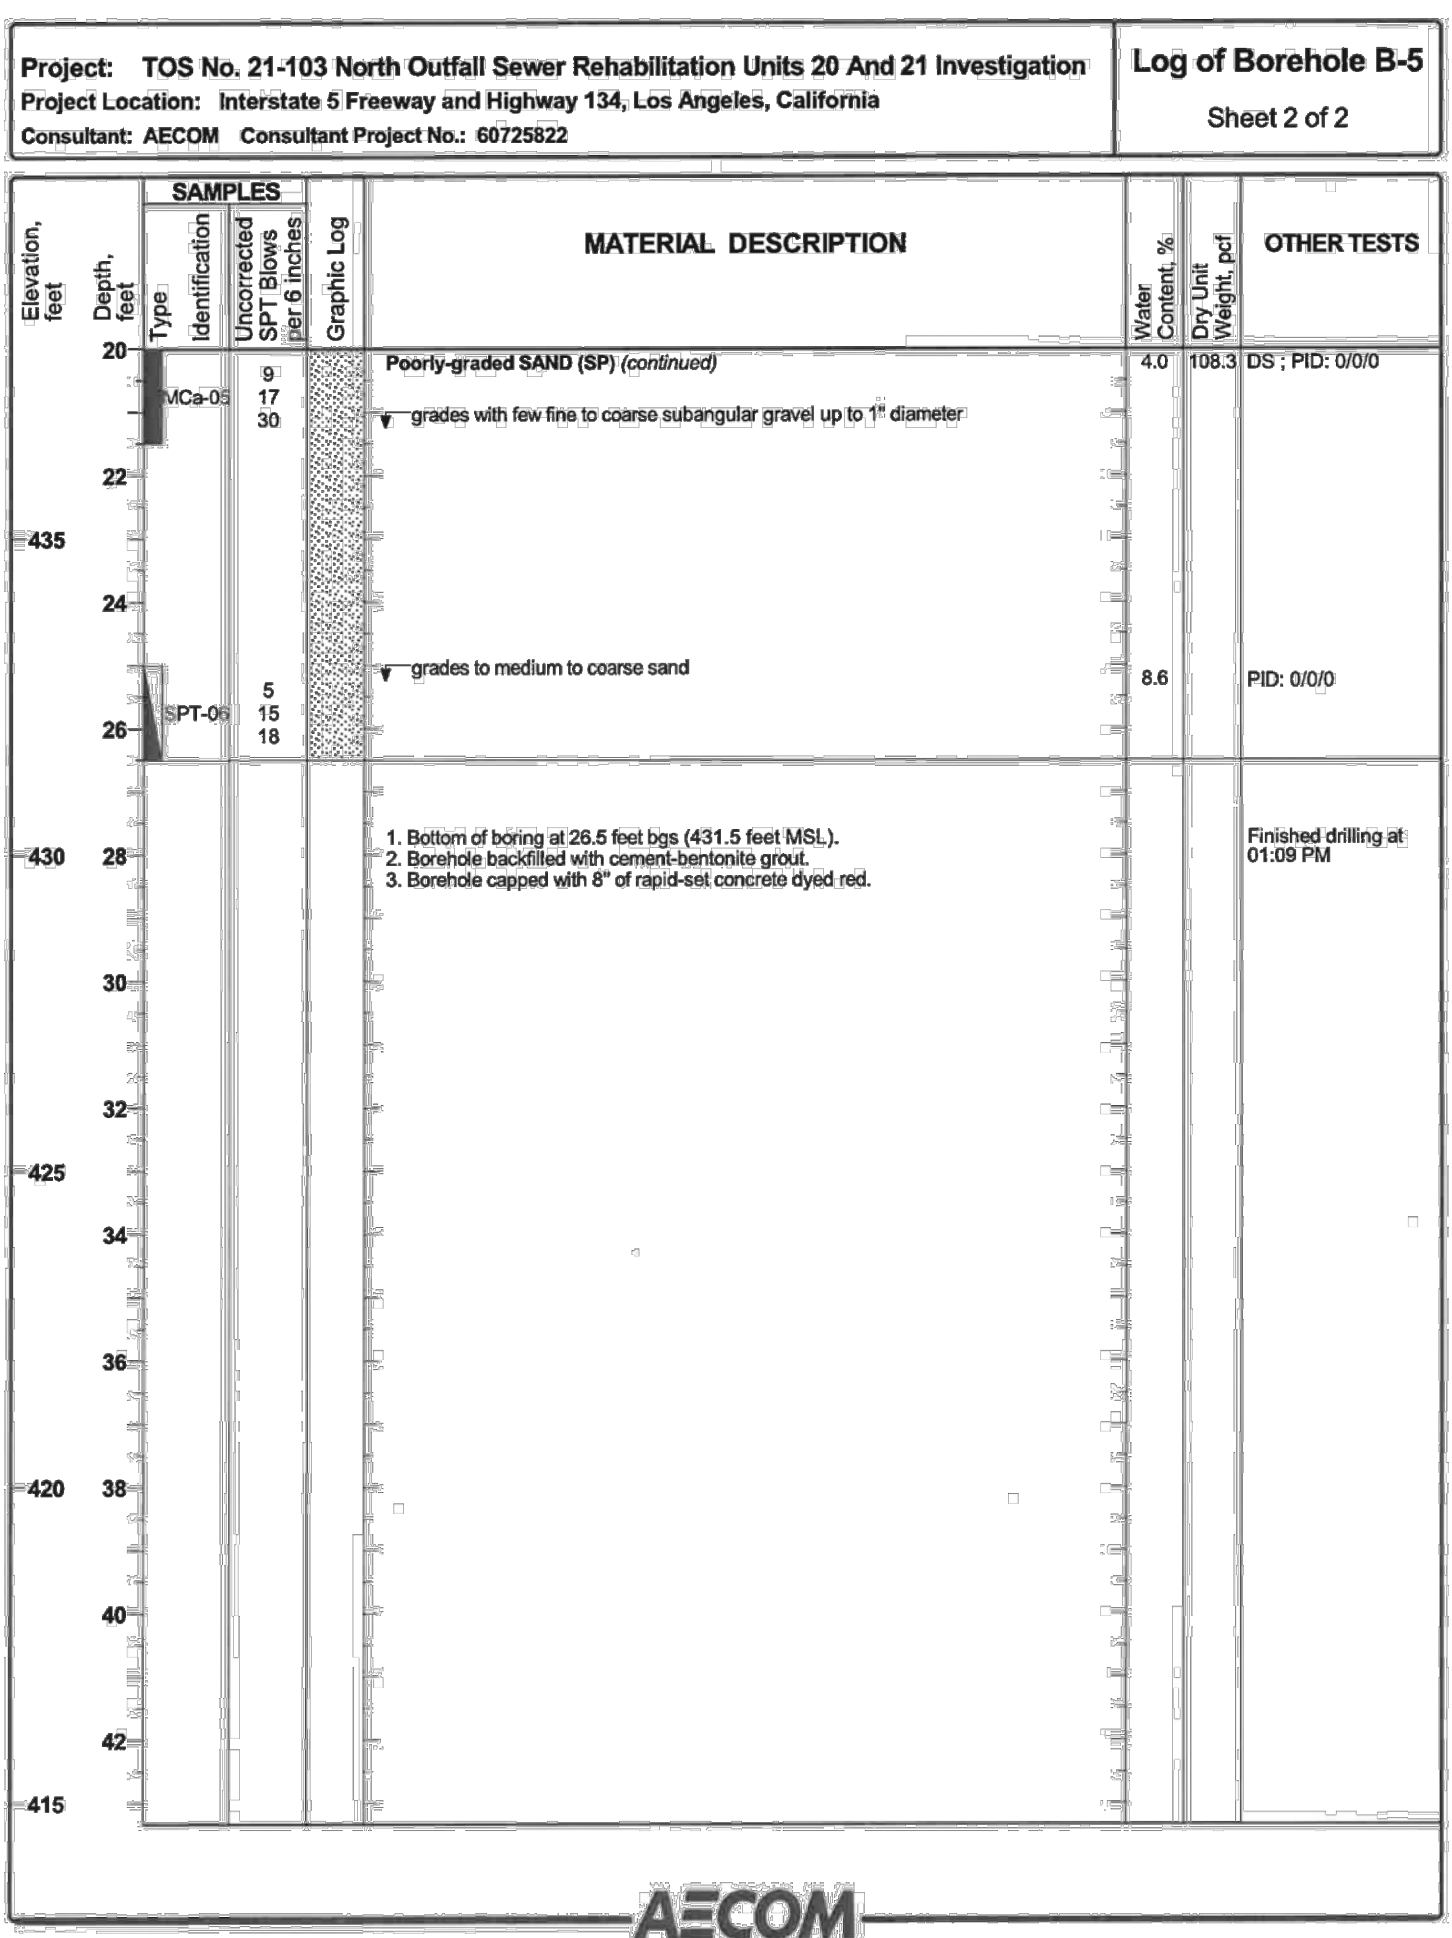 Project: TOS No. 21-103 North Outfall Sewer Rehabilitation Units 20 And 21 Investigation
Project Location: Interstate 5 Freeway and Highway 134, Los Angeles, California
Consultant: AECOM Consultant Project No.: 60725822
Log of Borehole B-5
Sheet 2 of 2
Elevation, feet
Depth, feet
SAMPLES
Type
Identification
Uncorrected SPT Blows per 6 inches
Graphic Log
MATERIAL DESCRIPTION
Water Content, %
Dry Unit Weight, pcf
OTHER TESTS
20
Poorly-graded SAND (SP) (continued)
4.0 108.3 DS ; PID: 0/0/0
9
MCa-05 17
30
grades with few fine to coarse subangular gravel up to 1" diameter
22
435
24
grades to medium to coarse sand
8.6 PID: 0/0/0
5
SPT-06 15
18
26
1. Bottom of boring at 26.5 feet bgs (431.5 feet MSL).
2. Borehole backfilled with cement-bentonite grout.
3. Borehole capped with 8" of rapid-set concrete dyed red.
Finished drilling at
01:09 PM
430 28
30
32
425
34
36
420 38
40
42
415
AECOM